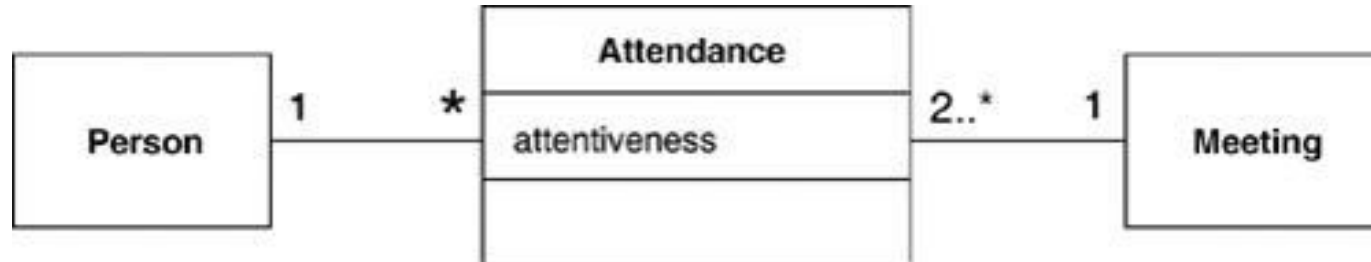 Attendance
Person
1
*
attentiveness
2..*
1
Meeting